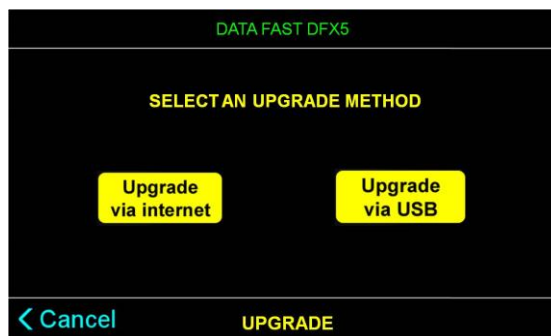 DATA FAST DFX5
SELECT AN UPGRADE METHOD
Upgrade
via internet
Upgrade
via USB
Cancel
UPGRADE